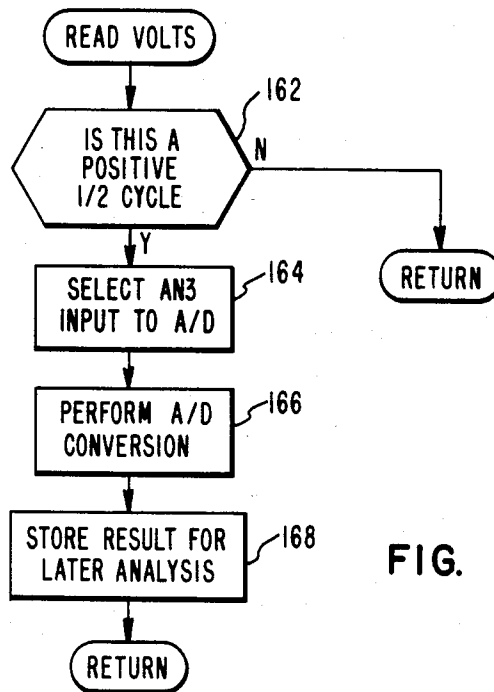 READ VOLTS
162
IS THIS A
POSITIVE
1/2 CYCLE
N
Y
RETURN
164
SELECT AN3
INPUT TO A/D
166
PERFORM A/D
CONVERSION
168
STORE RESULT FOR
LATER ANALYSIS
FIG.
RETURN